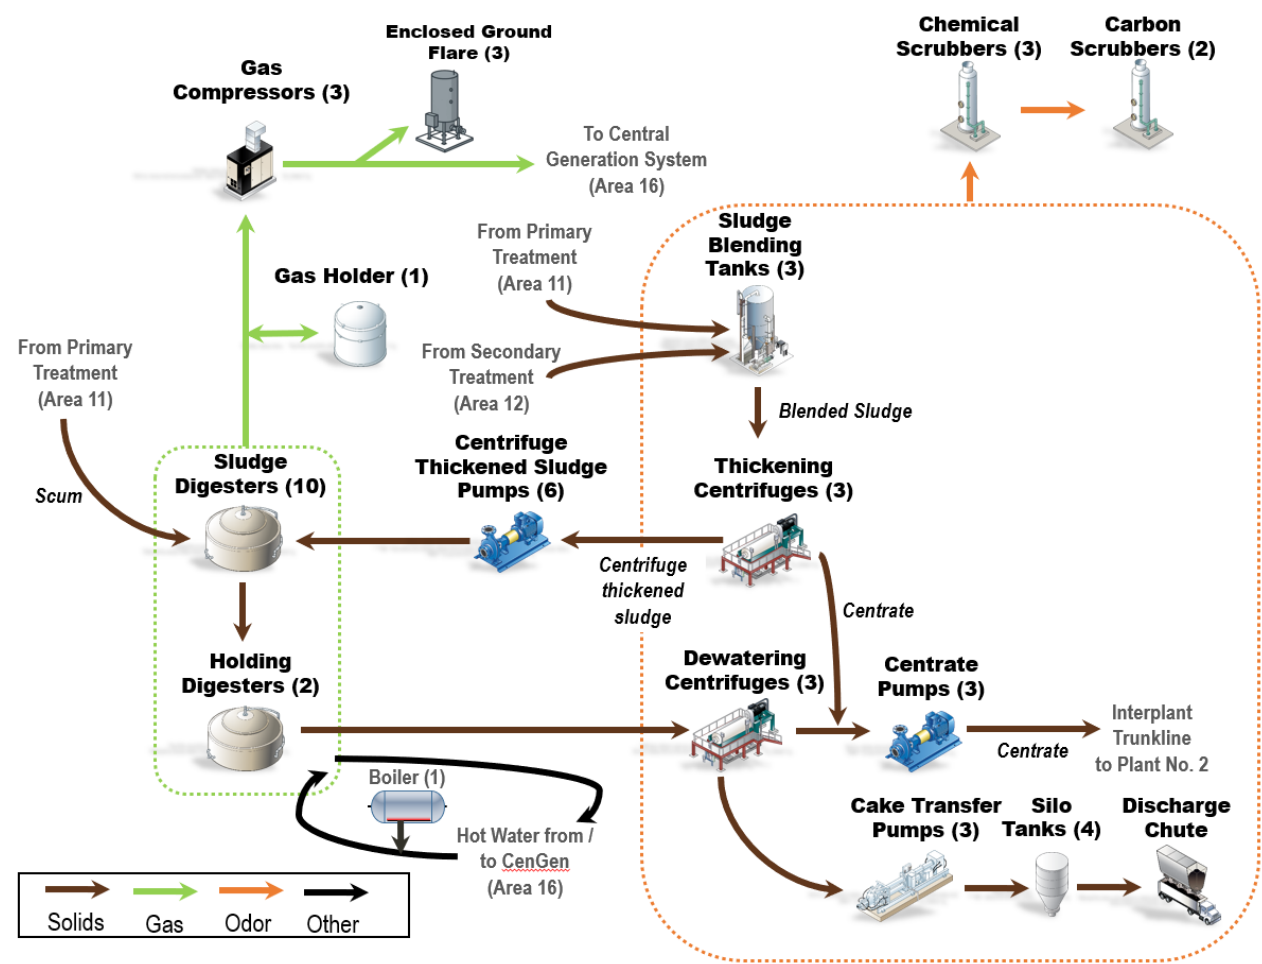 Chemical
Scrubbers (3)
Carbon
Scrubbers (2)
Enclosed Ground
Flare (3)
Gas
Compressors (3)
To Central
Generation System
(Area 16)
Sludge
Blending
Tanks (3)
From Primary
Treatment
(Area 11)
Gas Holder (1)
From Primary
Treatment
(Area 11)
From Secondary
Treatment
(Area 12)
Blended Sludge
Centrifuge
Thickened Sludge
Pumps (6)
Sludge
Digesters (10)
Thickening
Centrifuges (3)
Scum
Centrifuge
thickened
sludge
Centrate
Holding
Digesters (2)
Dewatering
Centrifuges (3)
Centrate
Pumps (3)
Interplant
Trunkline
to Plant No. 2
Centrate
Boiler (1)
Hot Water from /
to CenGen
(Area 16)
Cake Transfer
Pumps (3)
Silo
Tanks (4)
Discharge
Chute
Solids
Gas
Odor
Other